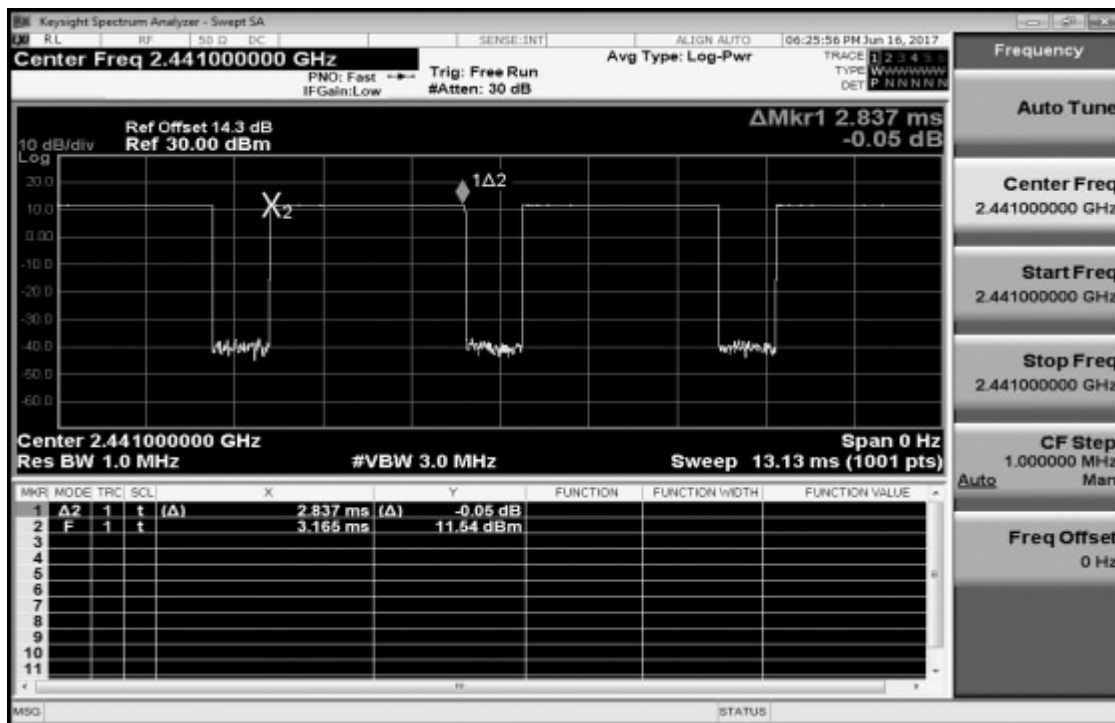 Keysight Spectrum Analyzer - Swept SA
RL RF 50 Ω DC SENSE:INT ALIGN AUTO 06:25:56 PM Jun 16, 2017
Center Freq 2.441000000 GHz
PNO: Fast
IFGain:Low
Trig: Free Run
#Atten: 30 dB
Avg Type: Log-Pwr
TRACE 1 2 3 4 5
TYPE WWWWWW
DET P N N N N N
Frequency
Auto Tune
Center Freq
2.441000000 GHz
Start Freq
2.441000000 GHz
Stop Freq
2.441000000 GHz
CF Step
1.000000 MHz
Auto Man
Freq Offset
0 Hz
Ref Offset 14.3 dB
10 dB/div Ref 30.00 dBm
Log
ΔMkr1 2.837 ms
-0.05 dB
20.0
10.0
0.00
-10.0
-20.0
-30.0
-40.0
-50.0
-60.0
X2
1Δ2
Center 2.441000000 GHz Span 0 Hz
Res BW 1.0 MHz #VBW 3.0 MHz Sweep 13.13 ms (1001 pts)
MKR MODE TRC SCL X Y FUNCTION FUNCTION WIDTH FUNCTION VALUE
1 Δ2 1 t (Δ) 2.837 ms (Δ) -0.05 dB
2 F 1 t 3.165 ms 11.54 dBm
3
4
5
6
7
8
9
10
11
MSG STATUS